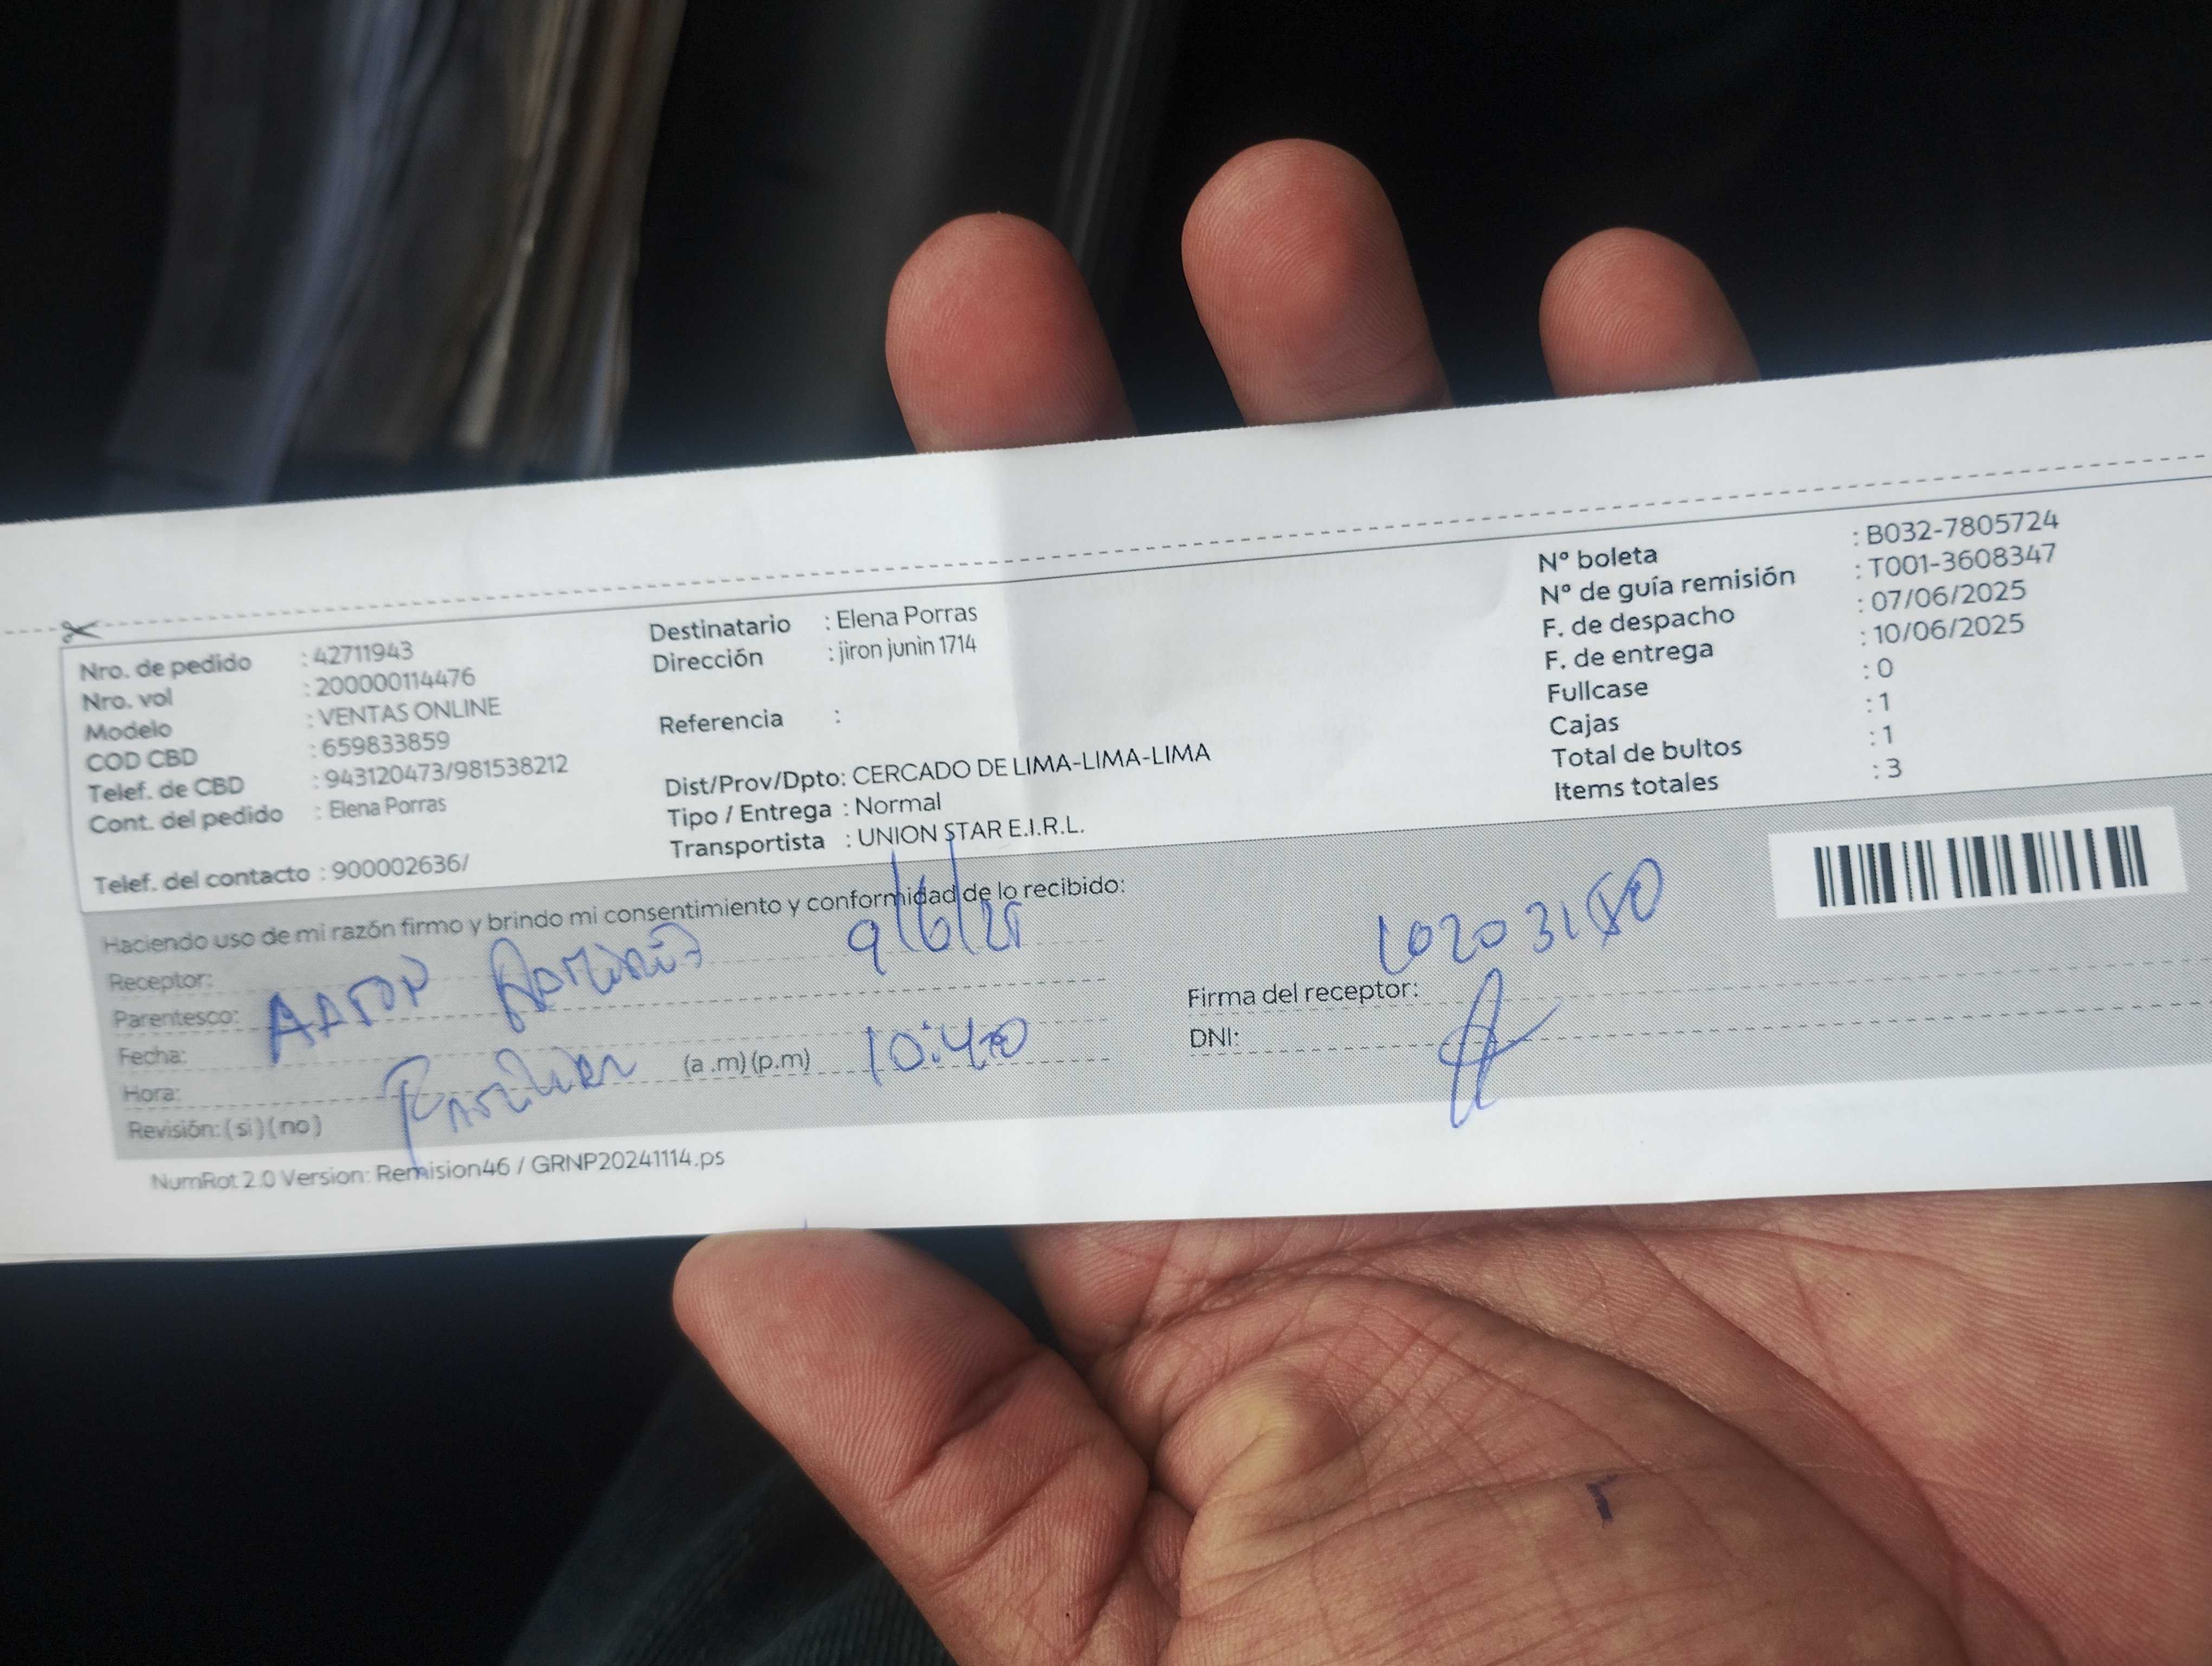 Nro. de pedido : 42711943
Nro. vol : 200000114476
Modelo : VENTAS ONLINE
COD CBD : 659833859
Telef. de CBD : 943120473/981538212
Cont. del pedido : Elena Porras
Telef. del contacto : 900002636/
Destinatario : Elena Porras
Dirección : jiron junin 1714
Referencia :
Dist/Prov/Dpto: CERCADO DE LIMA-LIMA-LIMA
Tipo / Entrega : Normal
Transportista : UNION STAR E.I.R.L.
Nº boleta : B032-7805724
Nº de guía remisión : T001-3608347
F. de despacho : 07/06/2025
F. de entrega : 10/06/2025
Fullcase : 0
Cajas : 1
Total de bultos : 1
Items totales : 3
Haciendo uso de mi razón firmo y brindo mi consentimiento y conformidad de lo recibido:
Receptor: 9/6/25
Parentesco: AARON
Fecha:
Hora: Familiar (a .m) (p.m) 10:40
Revisión: ( si ) ( no )
Firma del receptor:
DNI:
NumRot 2.0 Version: Remision46 / GRNP20241114.ps